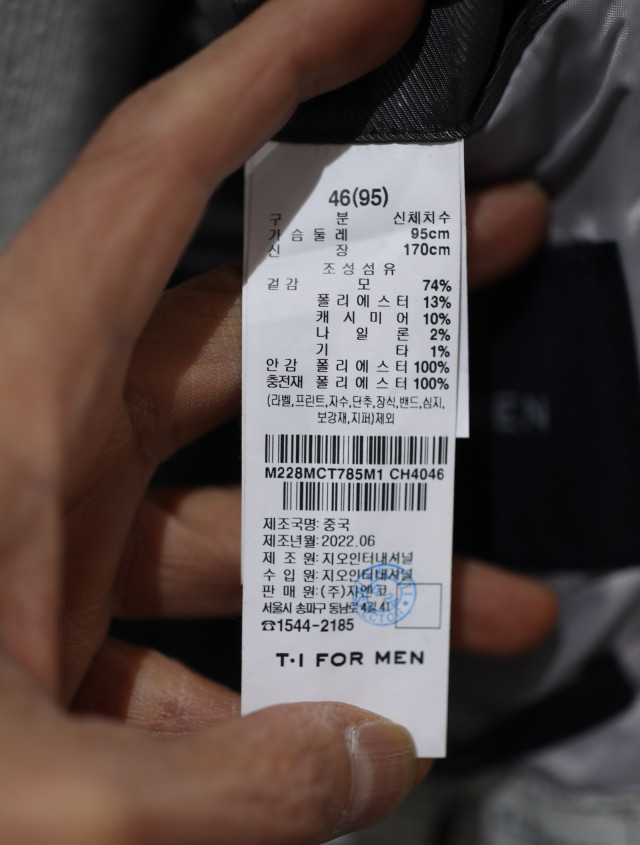 46(95)
구 분 신체치수
가슴둘레 95cm
신 장 170cm
조성섬유
겉감 모 74%
폴리에스터 13%
캐시미어 10%
나일론 2%
기 타 1%
안감 폴리에스터 100%
충전재 폴리에스터 100%
(라벨,프린트,자수,단추,장식,밴드,심지,
보강재,지퍼)제외
M228MCT785M1 CH4046
제조국명: 중국
제조년월: 2022.06
제 조 원: 지오인터내셔널
수 입 원: 지오인터내셔널
판 매 원: (주)지엔코
서울시 송파구 동남로 4길 41
☎1544-2185
T·I FOR MEN
EN